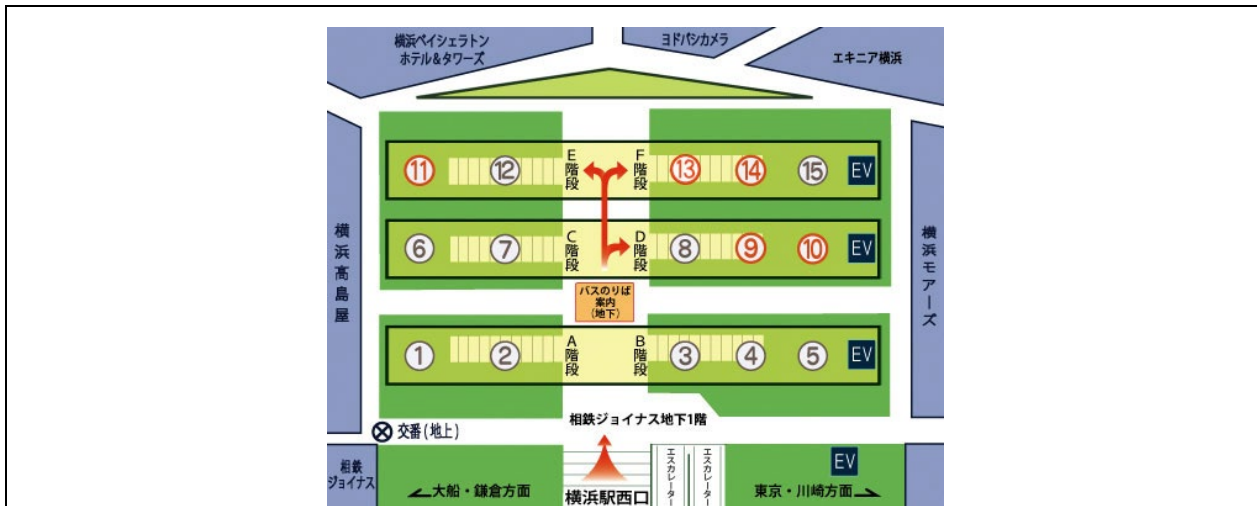 横浜ベイシェラトン
ホテル&タワーズ
ヨドバシカメラ
エキニア横浜
11
12
E階段
F階段
13
14
15
EV
横浜高島屋
6
7
C階段
D階段
8
9
10
EV
横浜モアーズ
バスのりば
案内
(地下)
1
2
A階段
B階段
3
4
5
EV
相鉄ジョイナス地下1階
交番(地上)
相鉄
ジョイナス
大船・鎌倉方面
横浜駅西口
エスカレーター
エスカレーター
EV
東京・川崎方面